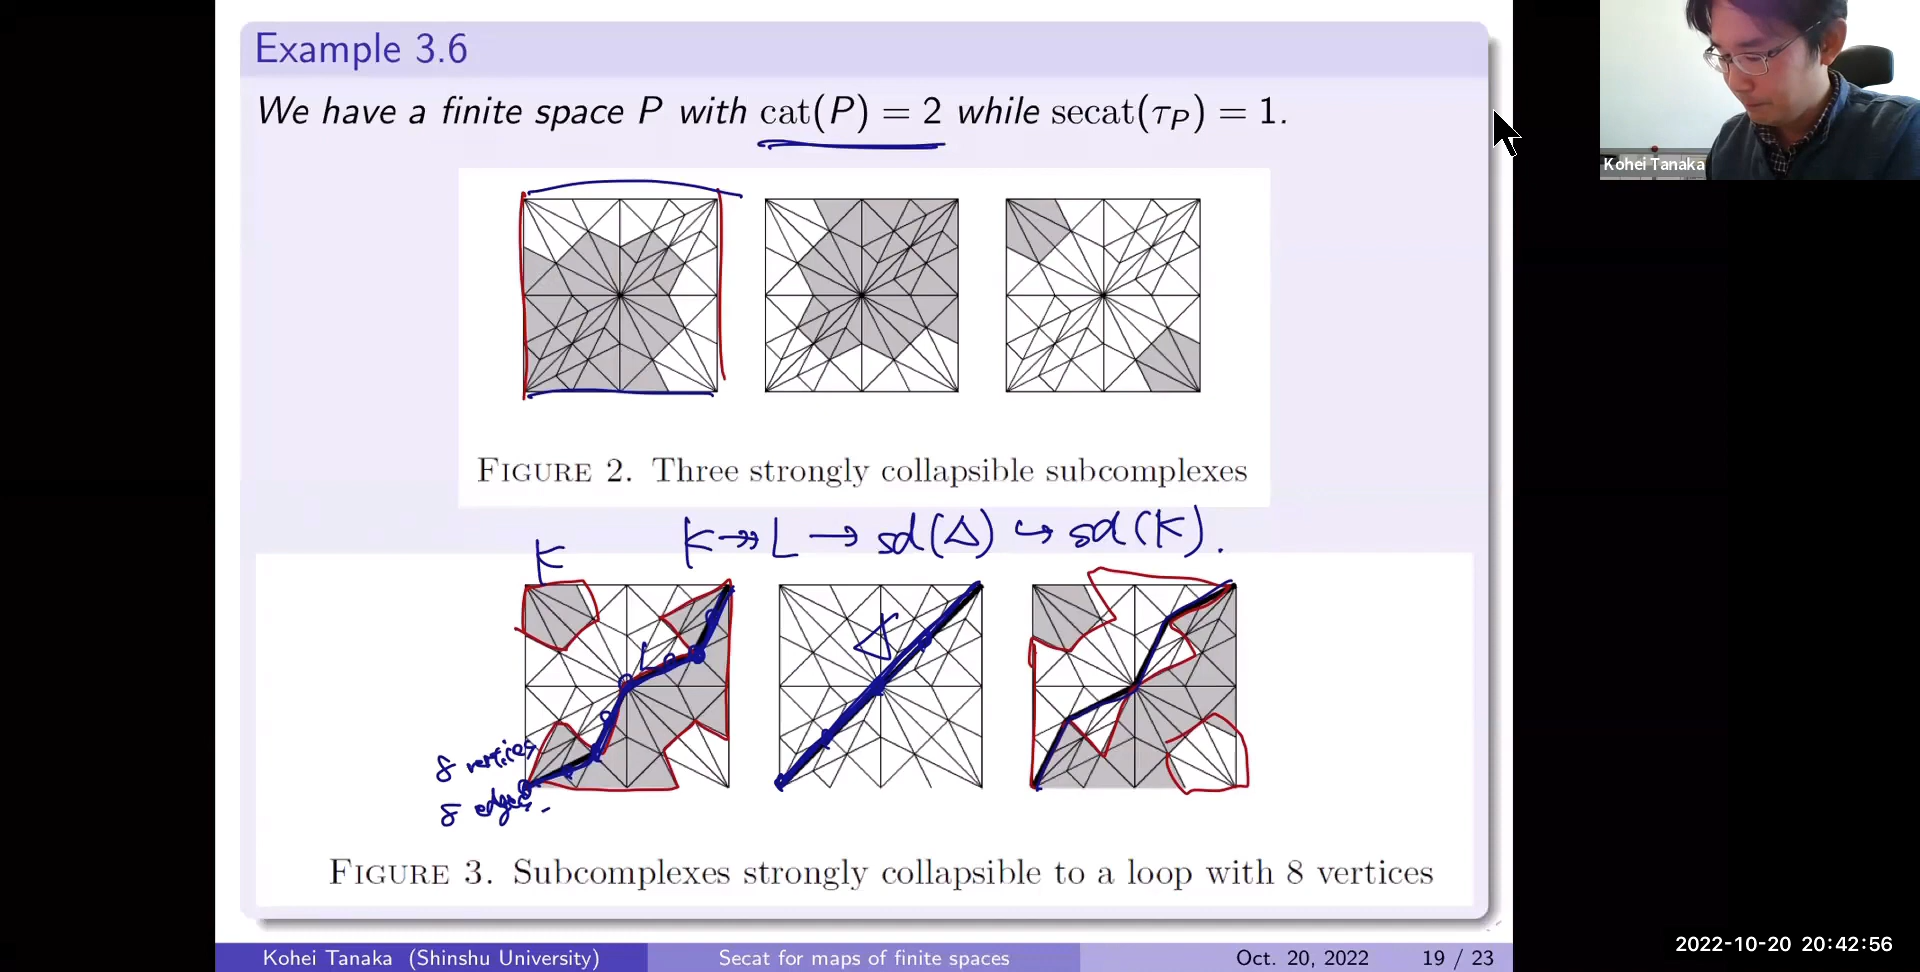 Example 3.6
We have a finite space P with cat(P) = 2 while secat(τ_P) = 1.
Kohei Tanaka
FIGURE 2. Three strongly collapsible subcomplexes
K ↠ L → sd(Δ) ↪ sd(K).
K
L
Δ
8 vertices
8 edges.
FIGURE 3. Subcomplexes strongly collapsible to a loop with 8 vertices
Kohei Tanaka (Shinshu University) Secat for maps of finite spaces Oct. 20, 2022 19 / 23
2022-10-20 20:42:56